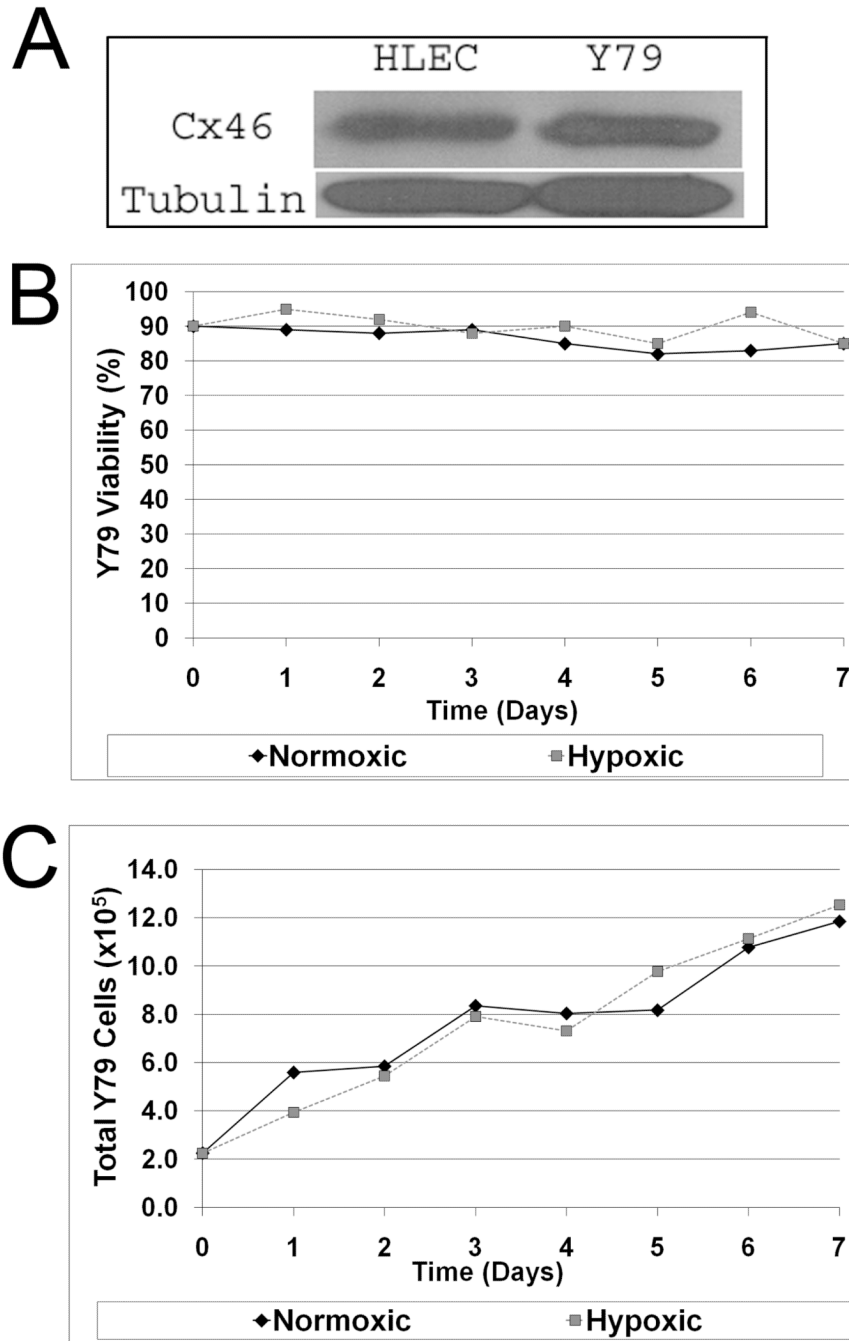 A
HLEC Y79
Cx46
Tubulin
B
Y79 Viability (%)
100
90
80
70
60
50
40
30
20
10
0
0 1 2 3 4 5 6 7
Time (Days)
Normoxic Hypoxic
C
Total Y79 Cells (x10⁵)
14.0
12.0
10.0
8.0
6.0
4.0
2.0
0.0
0 1 2 3 4 5 6 7
Time (Days)
Normoxic Hypoxic